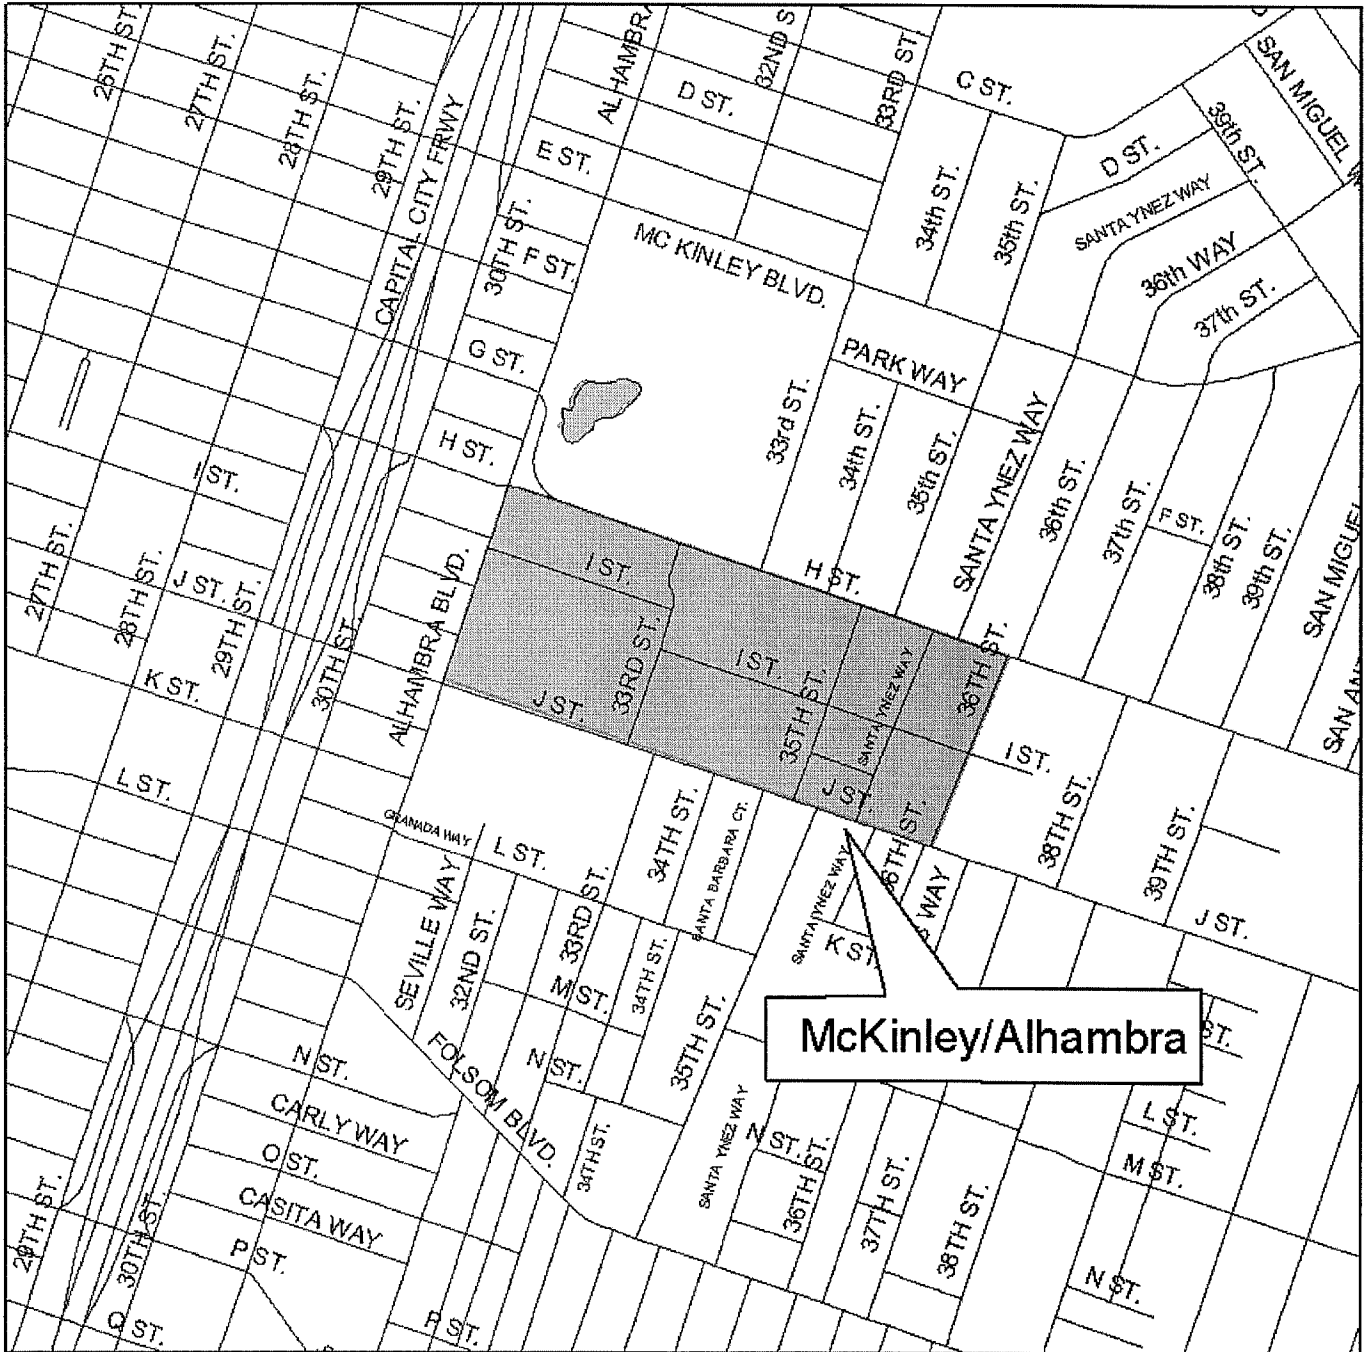 26TH ST.
27TH ST.
28TH ST.
29TH ST.
CAPITAL CITY FRWY
ALHAMBRA
32ND S
33RD ST.
C ST.
SAN MIGUEL W
39th ST.
D ST.
D ST.
E ST.
34th ST.
35th ST.
SANTA YNEZ WAY
36th WAY
37th ST.
30TH ST.
F ST.
MC KINLEY BLVD.
G ST.
PARK WAY
33rd ST.
34th ST.
35th ST.
SANTA YNEZ WAY
36th ST.
37th ST.
F ST.
38th ST.
39th ST.
SAN MIGUEL
H ST.
I ST.
27TH ST.
28TH ST.
J ST.
29TH ST.
30TH ST.
ALHAMBRA BLVD.
I ST.
H ST.
33RD ST.
I ST.
35TH ST.
SANTA YNEZ WAY
36TH ST.
K ST.
J ST.
I ST.
SAN AN
L ST.
J ST.
38TH ST.
39TH ST.
GRANADA WAY
L ST.
34TH ST.
SANTA BARBARA CT.
SANTA YNEZ WAY
36TH ST.
WAY
J ST.
SEVILLE WAY
32ND ST.
33RD ST.
K ST.
34TH ST.
M ST.
35TH ST.
McKinley/Alhambra
ST.
N ST.
FOLSOM BLVD.
N ST.
L ST.
CARLY WAY
34TH ST.
SANTA YNEZ WAY
N ST.
36TH ST.
37TH ST.
38TH ST.
M ST.
O ST.
CASITA WAY
29TH ST.
30TH ST.
P ST.
N ST.
Q ST.
P ST.